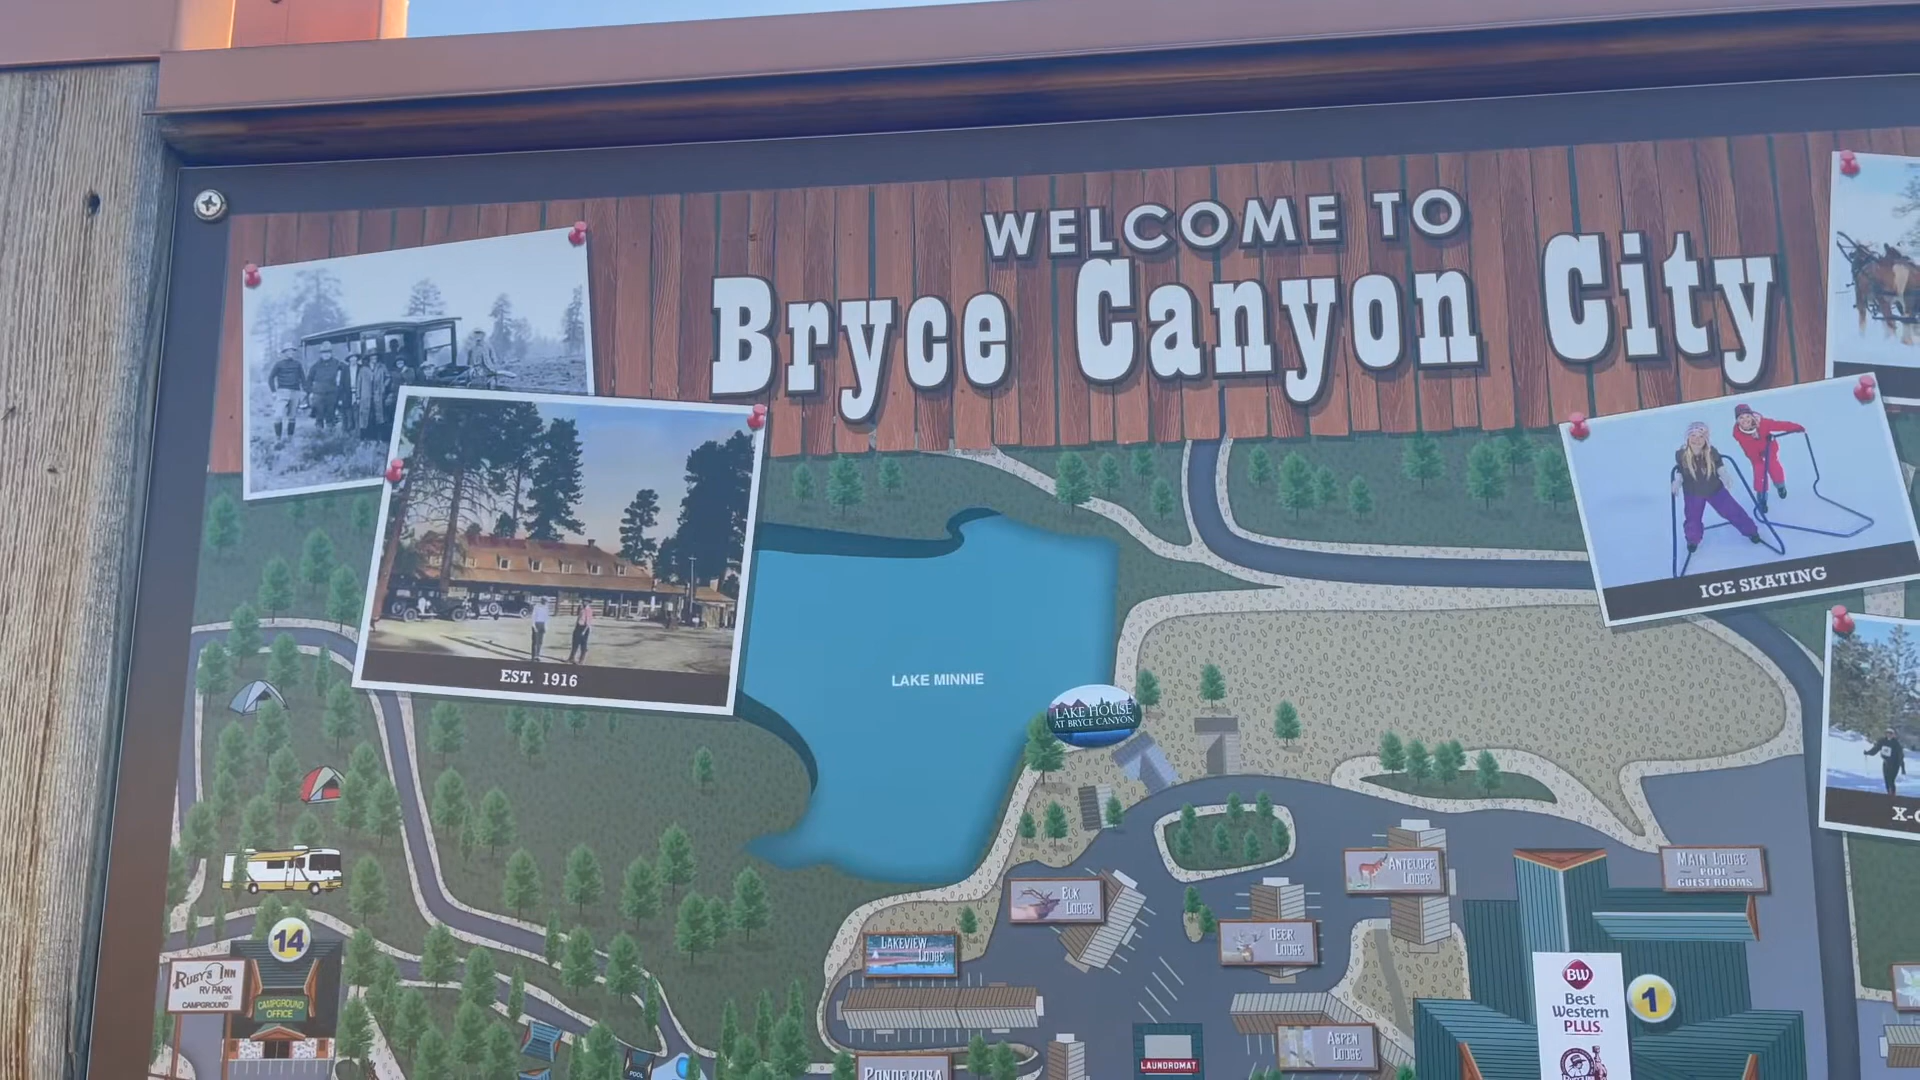 WELCOME TO
Bryce Canyon City
EST. 1916
ICE SKATING
LAKE MINNIE
LAKE HOUSE
AT BRYCE CANYON
ELK
LODGE
ANTELOPE
LODGE
MAIN LODGE
POOL
GUEST ROOMS
DEER
LODGE
LAKEVIEW
LODGE
14
RUBY'S INN
RV PARK
AND
CAMPGROUND
CAMPGROUND
OFFICE
BW
Best
Western
PLUS.
1
ASPEN
LODGE
LAUNDROMAT
PONDEROSA
POOL